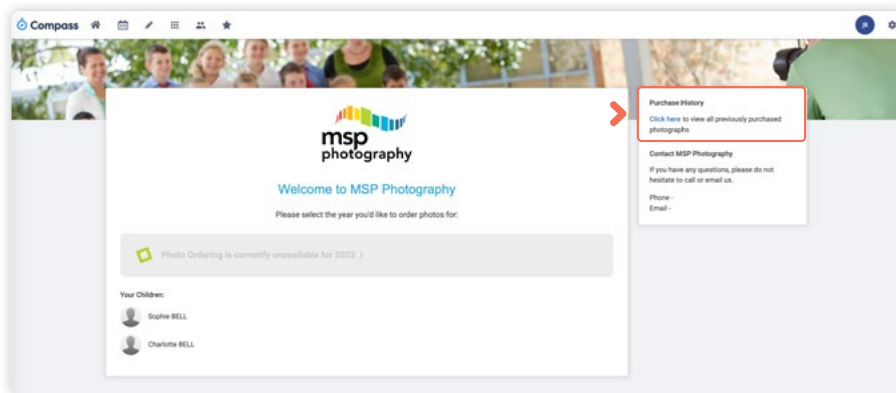 Compass
msp
photography
Welcome to MSP Photography
Please select the year you'd like to order photos for:
Photo Ordering is currently unavailable for 2022 >
Your Children:
Sophie BELL
Charlotte BELL
Purchase History
Click here to view all previously purchased
photographs
Contact MSP Photography
If you have any questions, please do not
hesitate to call or email us.
Phone -
Email -